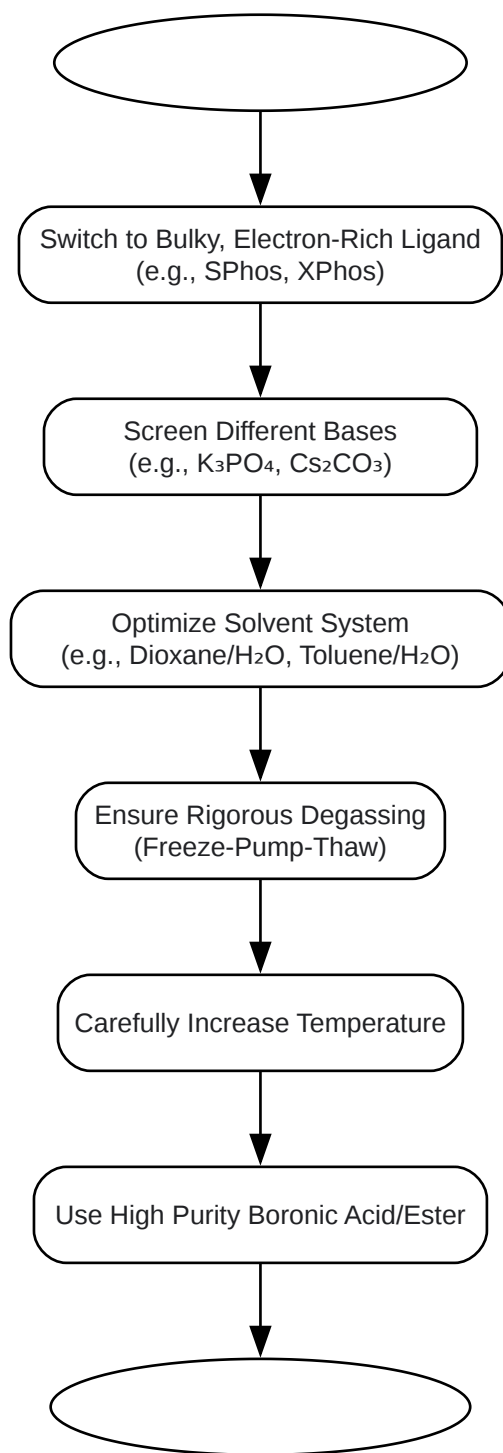 Switch to Bulky, Electron-Rich Ligand
(e.g., SPhos, XPhos)
Screen Different Bases
(e.g., K₃PO₄, Cs₂CO₃)
Optimize Solvent System
(e.g., Dioxane/H₂O, Toluene/H₂O)
Ensure Rigorous Degassing
(Freeze-Pump-Thaw)
Carefully Increase Temperature
Use High Purity Boronic Acid/Ester